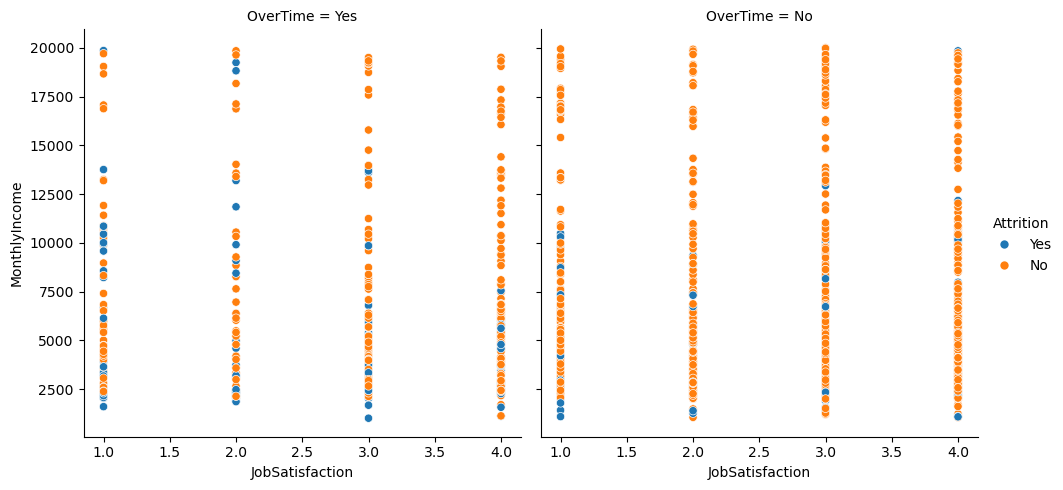 OverTime = Yes
OverTime = No
20000
17500
15000
12500
10000
7500
5000
2500
MonthlyIncome
1.0 1.5 2.0 2.5 3.0 3.5 4.0
JobSatisfaction
1.0 1.5 2.0 2.5 3.0 3.5 4.0
JobSatisfaction
Attrition
Yes
No